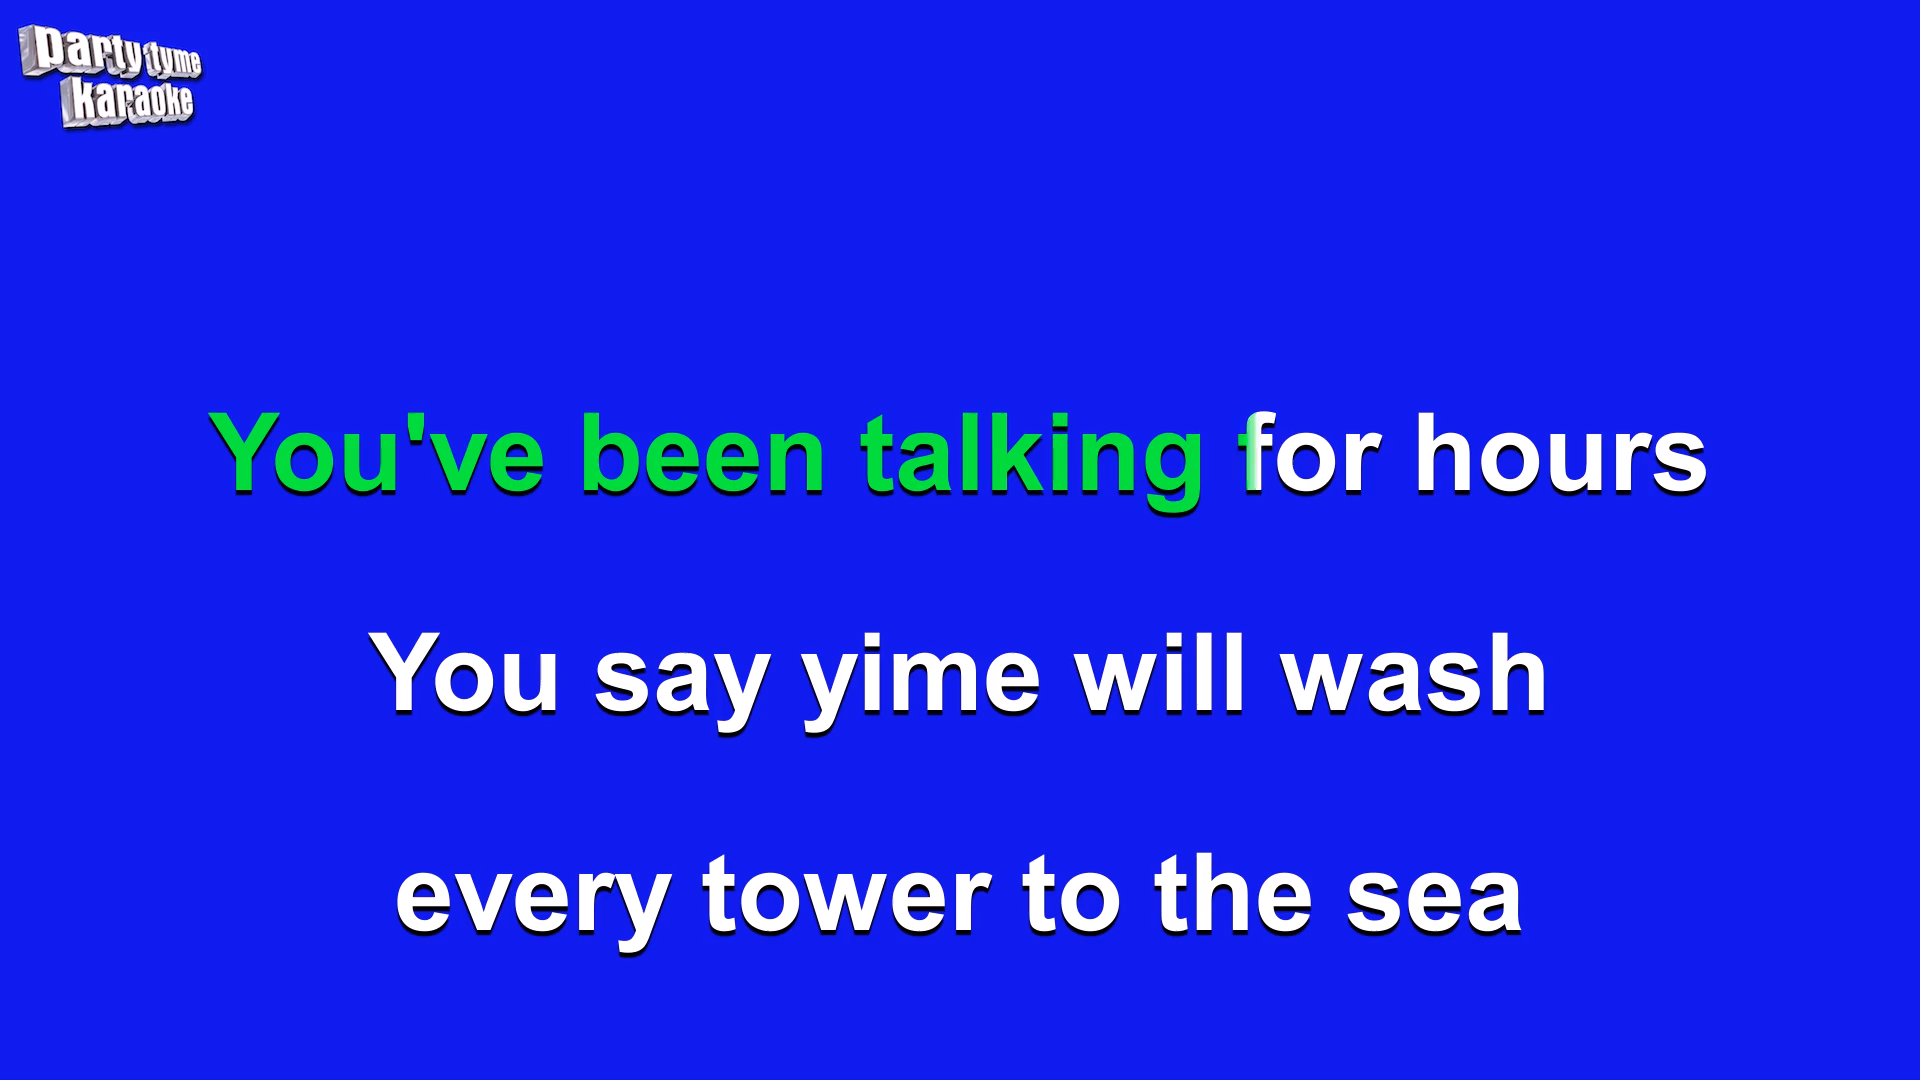 party tyme
karaoke
You've been talking for hours
You say yime will wash
every tower to the sea